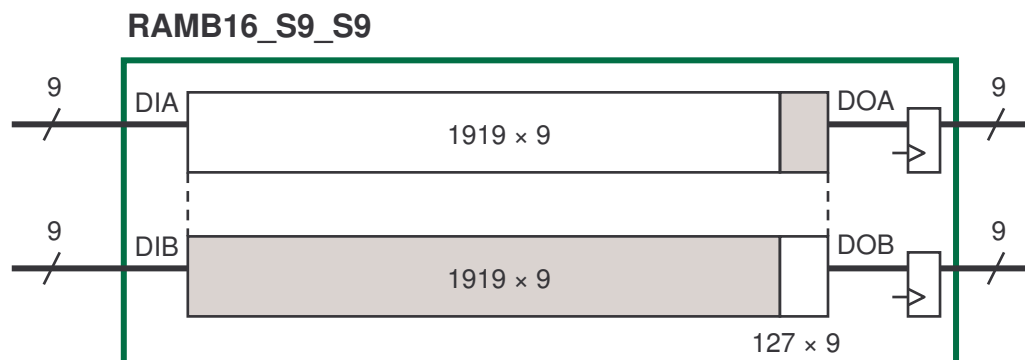 RAMB16_S9_S9
9 DIA 1919 × 9 DOA 9
9 DIB 1919 × 9 DOB 9
127 × 9